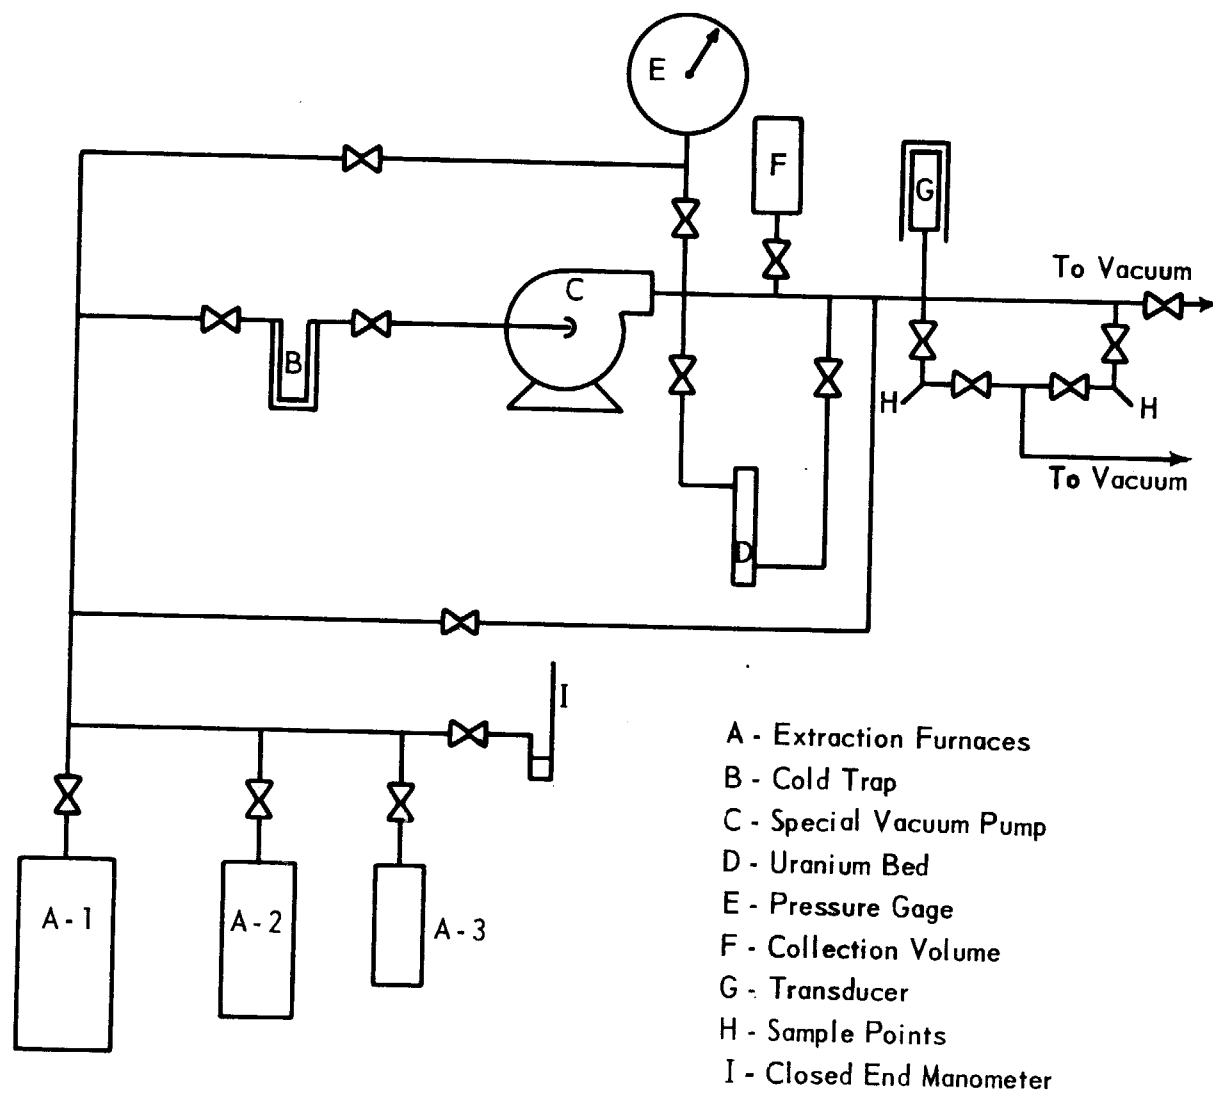 E
F
G
To Vacuum
C
B
H
H
To Vacuum
D
I
A - 1
A - 2
A - 3
A - Extraction Furnaces
B - Cold Trap
C - Special Vacuum Pump
D - Uranium Bed
E - Pressure Gage
F - Collection Volume
G - Transducer
H - Sample Points
I - Closed End Manometer